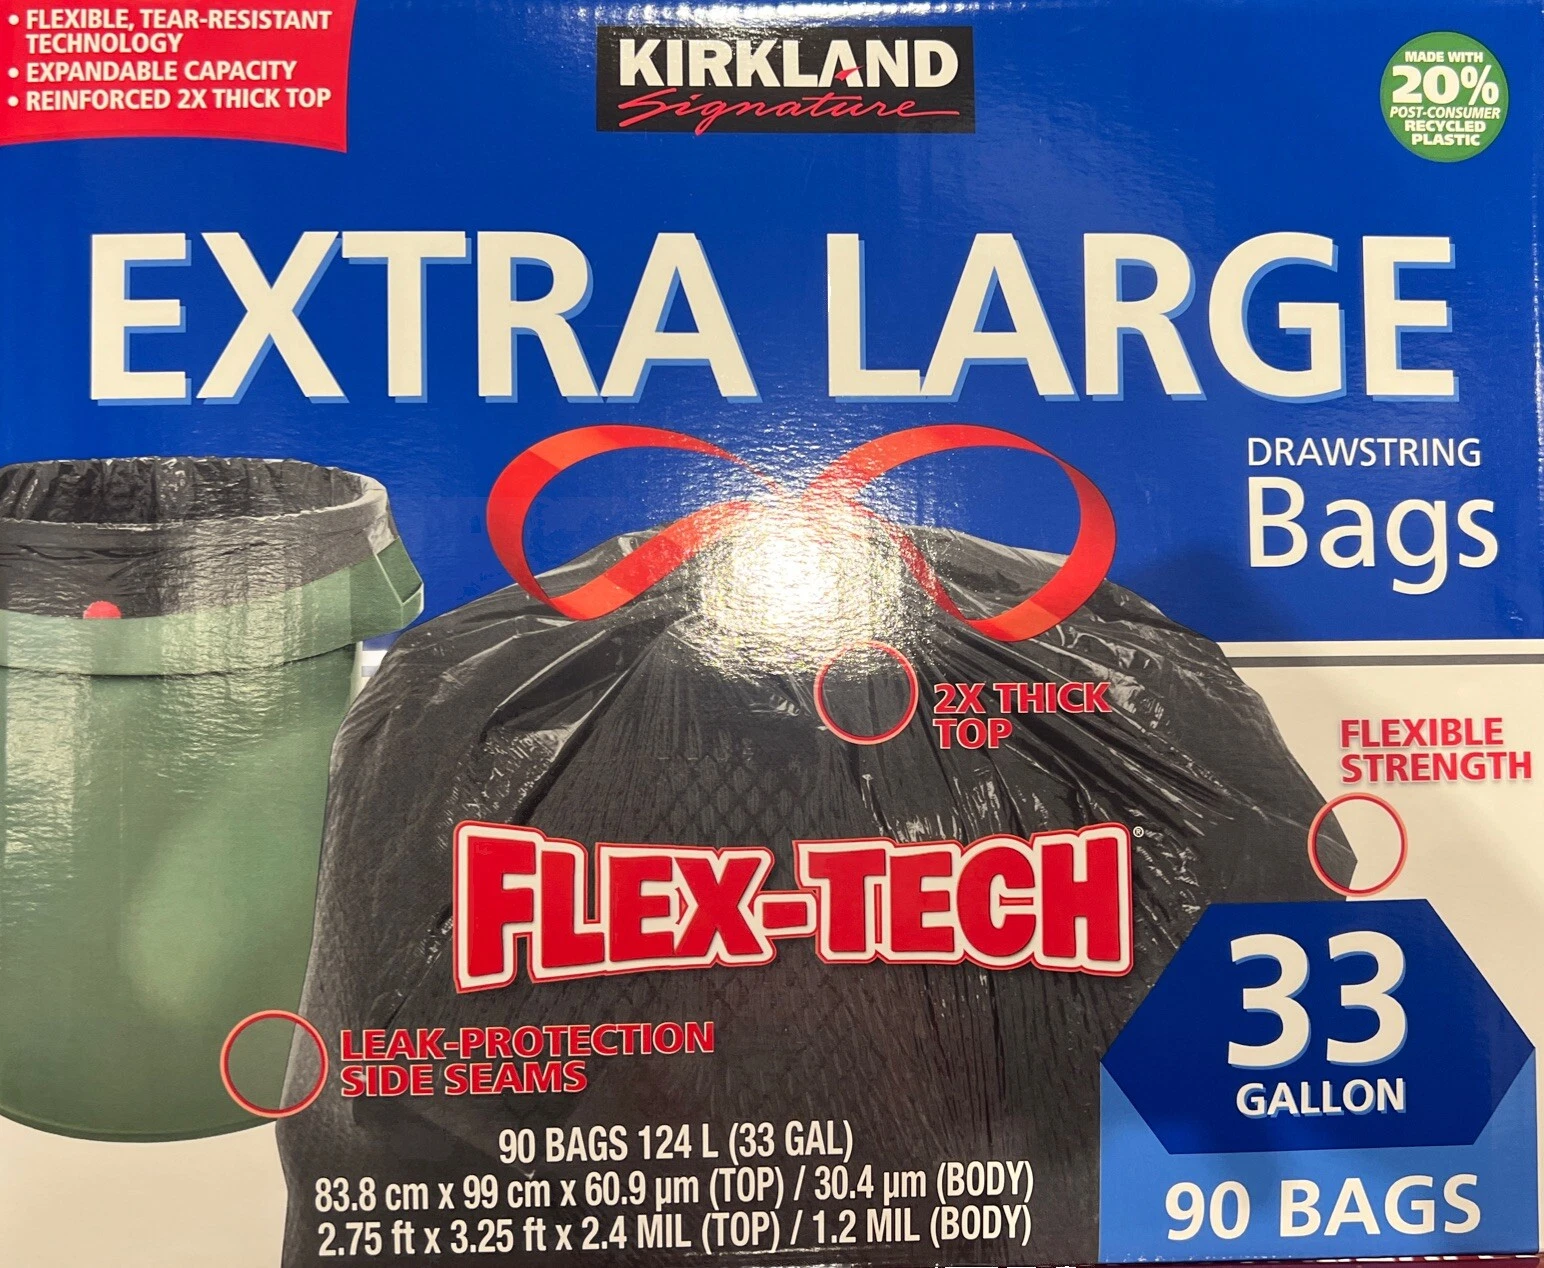 • FLEXIBLE, TEAR-RESISTANT
TECHNOLOGY
• EXPANDABLE CAPACITY
• REINFORCED 2X THICK TOP
KIRKLAND
Signature
MADE WITH
20%
POST-CONSUMER
RECYCLED
PLASTIC
EXTRA LARGE
DRAWSTRING
Bags
2X THICK
TOP
FLEXIBLE
STRENGTH
FLEX-TECH®
LEAK-PROTECTION
SIDE SEAMS
33
GALLON
90 BAGS
90 BAGS 124 L (33 GAL)
83.8 cm x 99 cm x 60.9 µm (TOP) / 30.4 µm (BODY)
2.75 ft x 3.25 ft x 2.4 MIL (TOP) / 1.2 MIL (BODY)